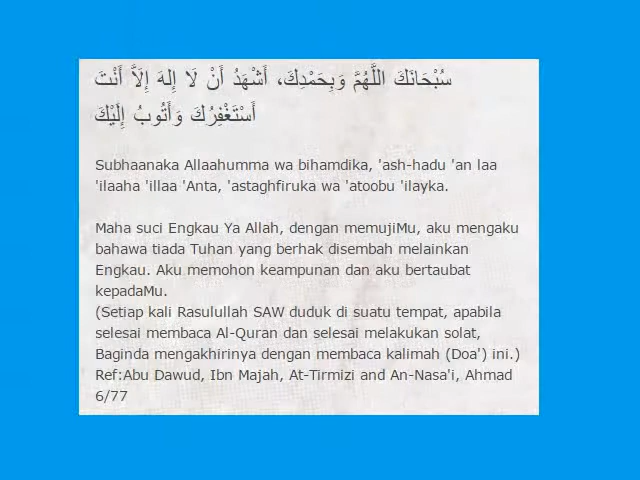 سُبْحَانَكَ اللَّهُمَّ وَبِحَمْدِكَ، أَشْهَدُ أَنْ لَا إِلهَ إِلاَّ أَنْتَ
أَسْتَغْفِرُكَ وَأَتُوبُ إِلَيْكَ
Subhaanaka Allaahumma wa bihamdika, 'ash-hadu 'an laa
'ilaaha 'illaa 'Anta, 'astaghfiruka wa 'atoobu 'ilayka.
Maha suci Engkau Ya Allah, dengan memujiMu, aku mengaku
bahawa tiada Tuhan yang berhak disembah melainkan
Engkau. Aku memohon keampunan dan aku bertaubat
kepadaMu.
(Setiap kali Rasulullah SAW duduk di suatu tempat, apabila
selesai membaca Al-Quran dan selesai melakukan solat,
Baginda mengakhirinya dengan membaca kalimah (Doa') ini.)
Ref:Abu Dawud, Ibn Majah, At-Tirmizi and An-Nasa'i, Ahmad
6/77